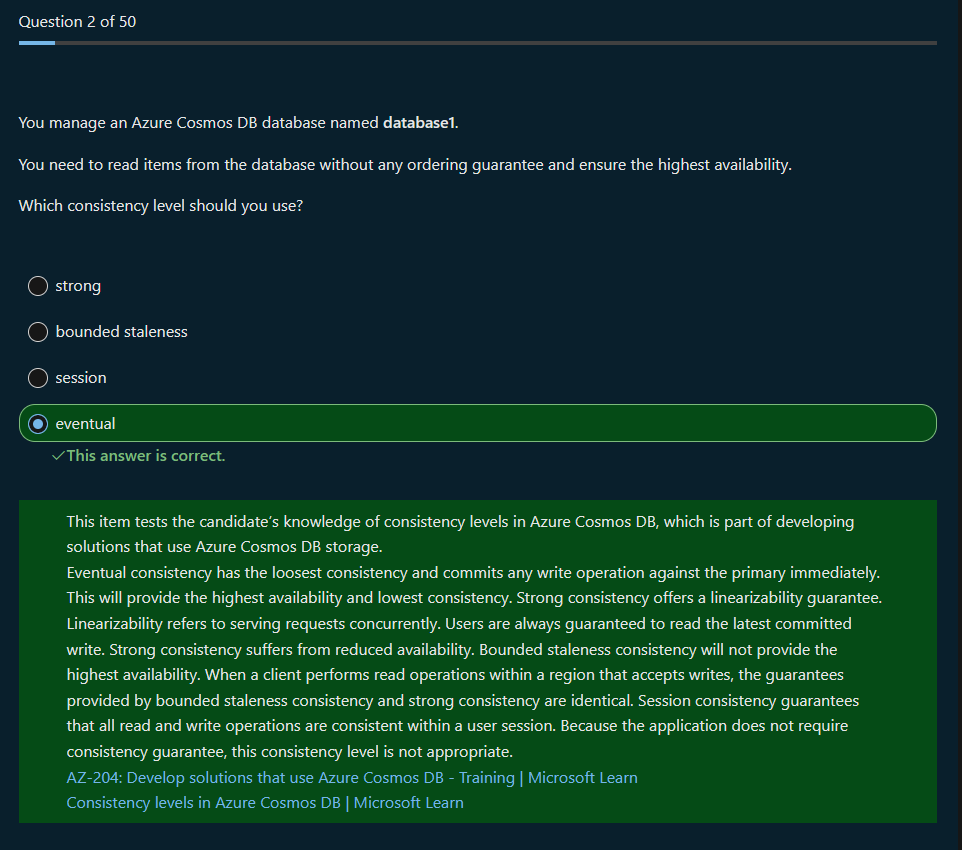 Question 2 of 50
You manage an Azure Cosmos DB database named database1.
You need to read items from the database without any ordering guarantee and ensure the highest availability.
Which consistency level should you use?
strong
bounded staleness
session
eventual
✓This answer is correct.
This item tests the candidate’s knowledge of consistency levels in Azure Cosmos DB, which is part of developing
solutions that use Azure Cosmos DB storage.
Eventual consistency has the loosest consistency and commits any write operation against the primary immediately.
This will provide the highest availability and lowest consistency. Strong consistency offers a linearizability guarantee.
Linearizability refers to serving requests concurrently. Users are always guaranteed to read the latest committed
write. Strong consistency suffers from reduced availability. Bounded staleness consistency will not provide the
highest availability. When a client performs read operations within a region that accepts writes, the guarantees
provided by bounded staleness consistency and strong consistency are identical. Session consistency guarantees
that all read and write operations are consistent within a user session. Because the application does not require
consistency guarantee, this consistency level is not appropriate.
AZ-204: Develop solutions that use Azure Cosmos DB - Training | Microsoft Learn
Consistency levels in Azure Cosmos DB | Microsoft Learn